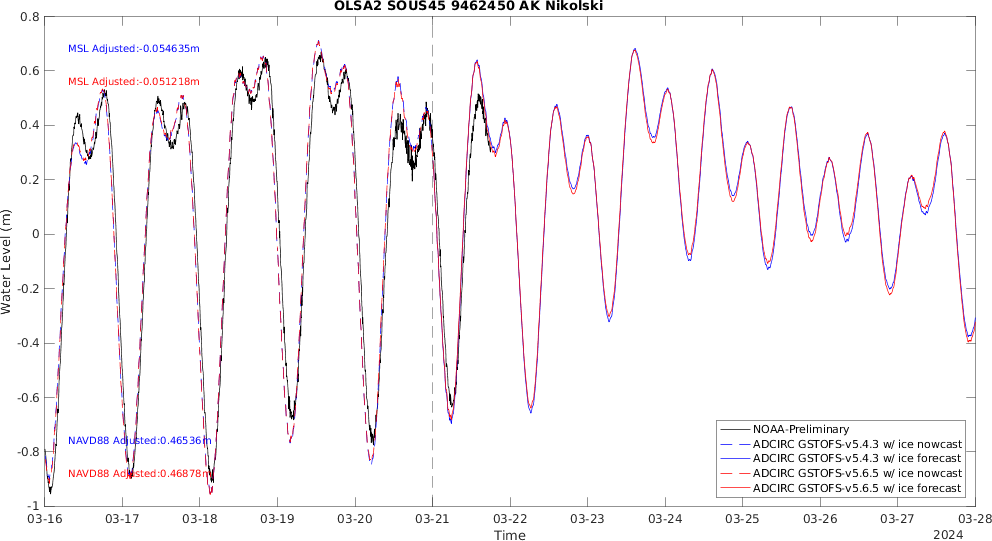 OLSA2 SOUS45 9462450 AK Nikolski
0.8
0.6
0.4
0.2
0
-0.2
-0.4
-0.6
-0.8
-1
Water Level (m)
MSL Adjusted:-0.054635m
MSL Adjusted:-0.051218m
NAVD88 Adjusted:0.46536m
NAVD88 Adjusted:0.46878m
NOAA-Preliminary
ADCIRC GSTOFS-v5.4.3 w/ ice nowcast
ADCIRC GSTOFS-v5.4.3 w/ ice forecast
ADCIRC GSTOFS-v5.6.5 w/ ice nowcast
ADCIRC GSTOFS-v5.6.5 w/ ice forecast
03-16 03-17 03-18 03-19 03-20 03-21 03-22 03-23 03-24 03-25 03-26 03-27 03-28
Time
2024